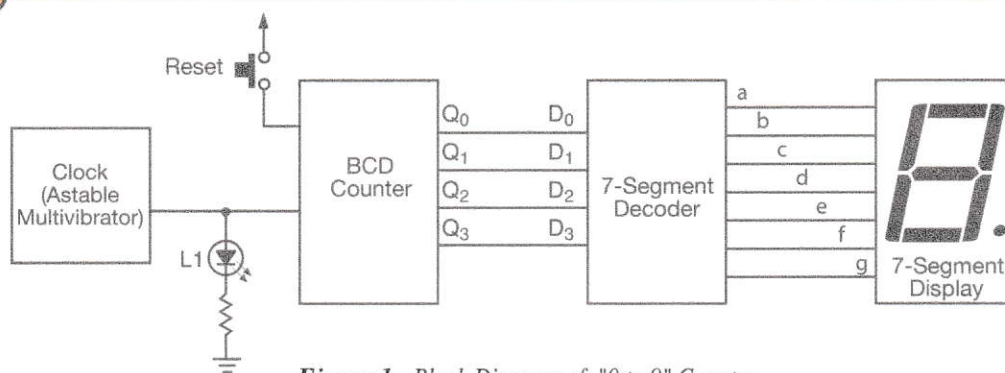 Reset
Clock
(Astable
Multivibrator)
L1
BCD
Counter
Q0
Q1
Q2
Q3
D0
D1
D2
D3
7-Segment
Decoder
a
b
c
d
e
f
g
7-Segment
Display
Figure 1. Block Diagram of "0 to 9" Counter